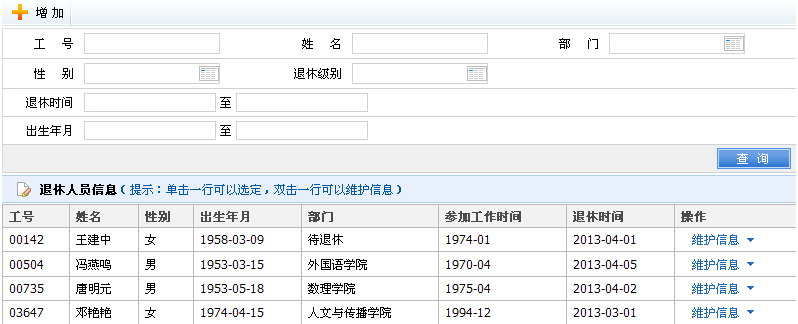 增加
工 号 姓 名 部 门
性 别 退休级别
退休时间 至
出生年月 至
查 询
退休人员信息(提示:单击一行可以选定,双击一行可以维护信息)
工号 姓名 性别 出生年月 部门 参加工作时间 退休时间 操作
00142 王建中 女 1958-03-09 待退休 1974-01 2013-04-01 维护信息
00504 冯燕鸣 男 1953-03-15 外国语学院 1970-04 2013-04-05 维护信息
00735 唐明元 男 1953-05-18 数理学院 1975-04 2013-04-02 维护信息
03647 邓艳艳 女 1974-04-15 人文与传播学院 1994-12 2013-03-01 维护信息